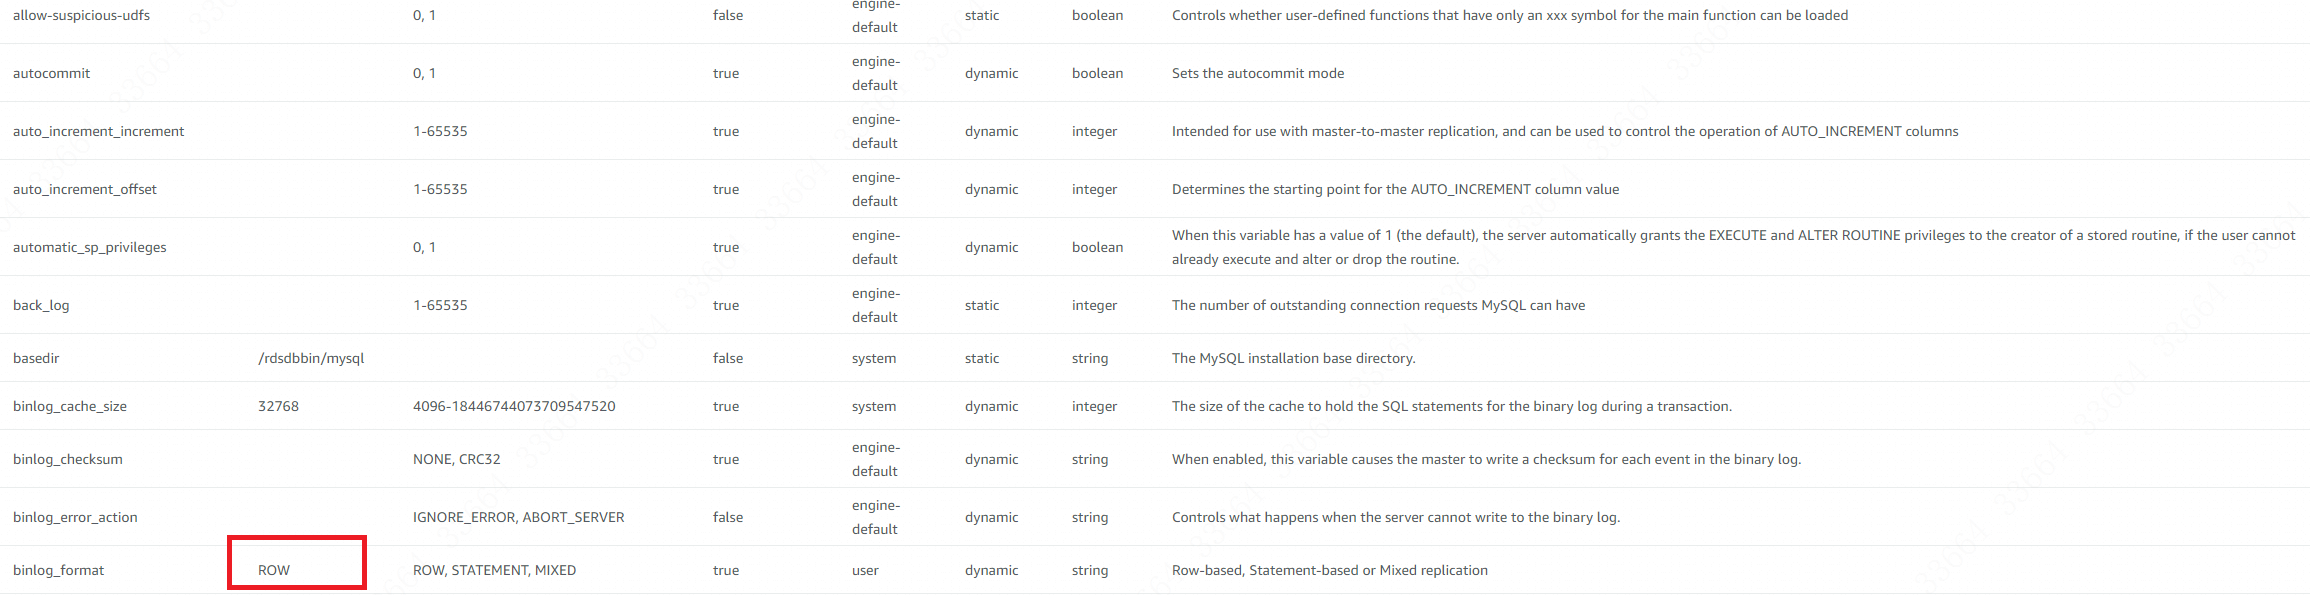 allow-suspicious-udfs 0, 1 false engine-default static boolean Controls whether user-defined functions that have only an xxx symbol for the main function can be loaded
autocommit 0, 1 true engine-default dynamic boolean Sets the autocommit mode
auto_increment_increment 1-65535 true engine-default dynamic integer Intended for use with master-to-master replication, and can be used to control the operation of AUTO_INCREMENT columns
auto_increment_offset 1-65535 true engine-default dynamic integer Determines the starting point for the AUTO_INCREMENT column value
automatic_sp_privileges 0, 1 true engine-default dynamic boolean When this variable has a value of 1 (the default), the server automatically grants the EXECUTE and ALTER ROUTINE privileges to the creator of a stored routine, if the user cannot
already execute and alter or drop the routine.
back_log 1-65535 true engine-default static integer The number of outstanding connection requests MySQL can have
basedir /rdsdbbin/mysql false system static string The MySQL installation base directory.
binlog_cache_size 32768 4096-18446744073709547520 true system dynamic integer The size of the cache to hold the SQL statements for the binary log during a transaction.
binlog_checksum NONE, CRC32 true engine-default dynamic string When enabled, this variable causes the master to write a checksum for each event in the binary log.
binlog_error_action IGNORE_ERROR, ABORT_SERVER false engine-default dynamic string Controls what happens when the server cannot write to the binary log.
binlog_format ROW ROW, STATEMENT, MIXED true user dynamic string Row-based, Statement-based or Mixed replication